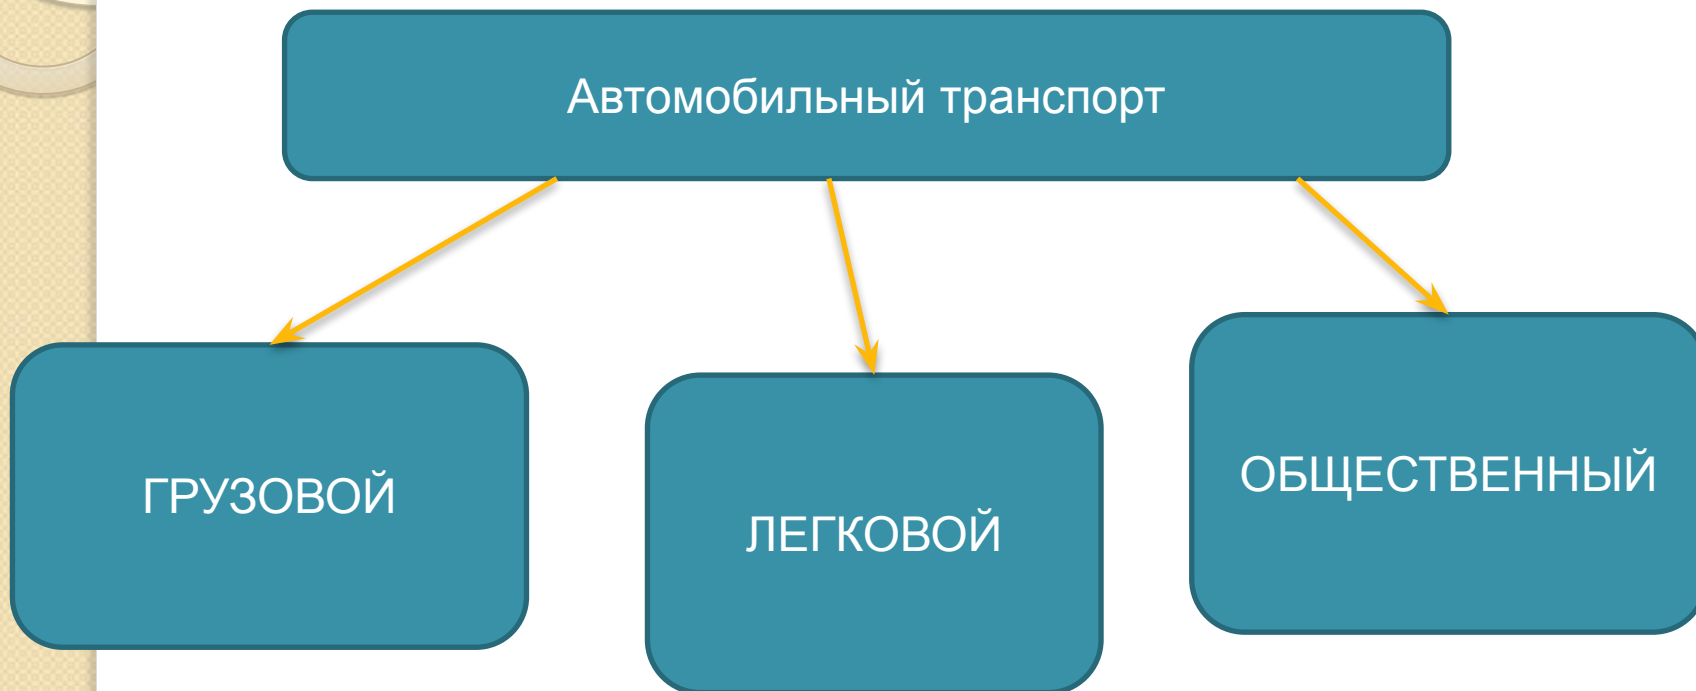 Автомобильный транспорт
ГРУЗОВОЙ
ЛЕГКОВОЙ
ОБЩЕСТВЕННЫЙ